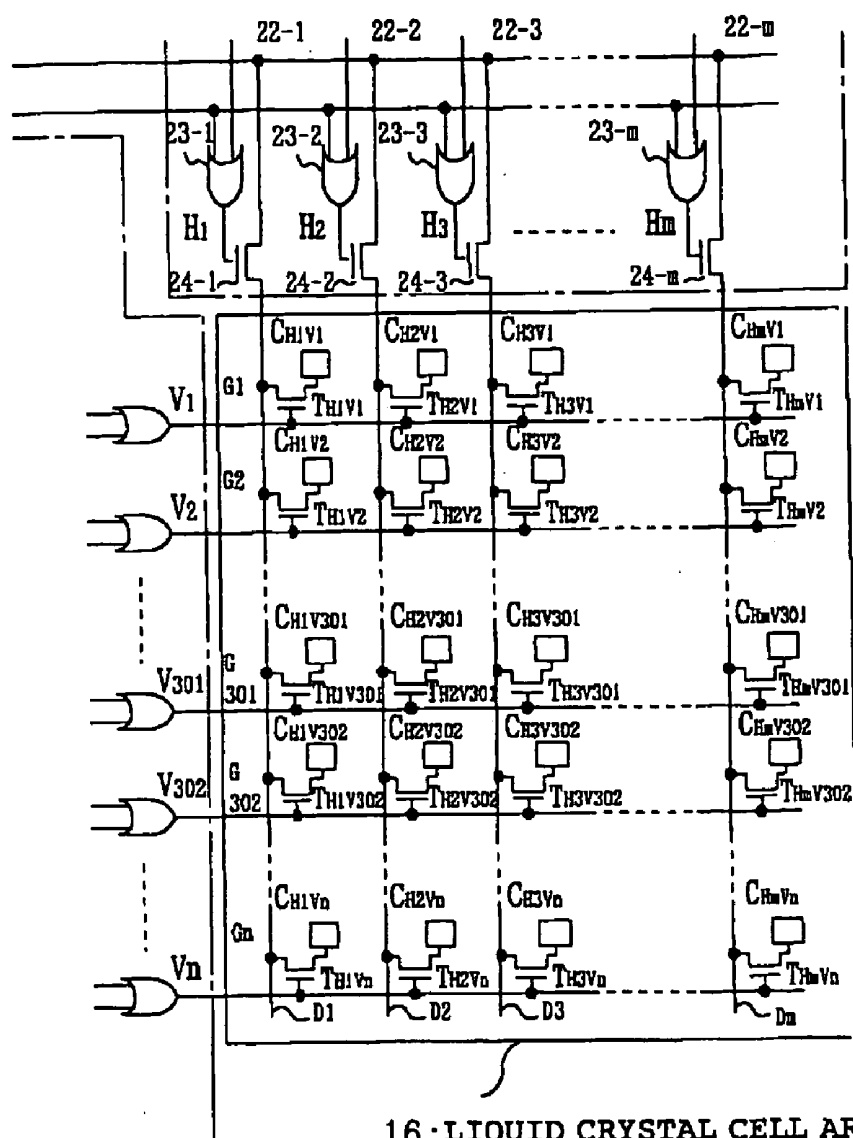 22-1 22-2 22-3 22-m
23-1 23-2 23-3 23-m
H1 H2 H3 Hm
24-1 24-2 24-3 24-m
CH1V1 CH2V1 CH3V1 CHmV1
V1 G1 TH1V1 TH2V1 TH3V1 THmV1
CH1V2 CH2V2 CH3V2 CHmV2
V2 G2 TH1V2 TH2V2 TH3V2 THmV2
CH1V301 CH2V301 CH3V301 CHmV301
V301 G 301 TH1V301 TH2V301 TH3V301 THmV301
CH1V302 CH2V302 CH3V302 CHmV302
V302 G 302 TH1V302 TH2V302 TH3V302 THmV302
CH1Vn CH2Vn CH3Vn CHmVn
Vn Gn TH1Vn TH2Vn TH3Vn THmVn
D1 D2 D3 Dm
16:LIQUID CRYSTAL CELL AR